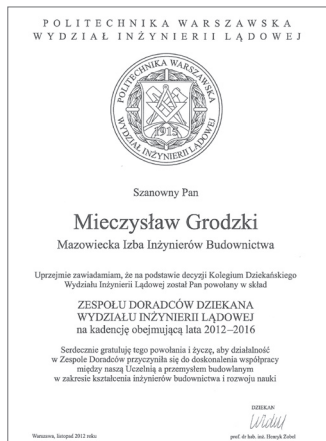 POLITECHNIKA WARSZAWSKA
WYDZIAŁ INŻYNIERII LĄDOWEJ
POLITECHNIKA WARSZAWSKA
1915
WYDZIAŁ INŻYNIERII LĄDOWEJ
Szanowny Pan
Mieczysław Grodzki
Mazowiecka Izba Inżynierów Budownictwa
Uprzejmie zawiadamiam, że na podstawie decyzji Kolegium Dziekańskiego
Wydziału Inżynierii Lądowej został Pan powołany w skład
ZESPOŁU DORADCÓW DZIEKANA
WYDZIAŁU INŻYNIERII LĄDOWEJ
na kadencję obejmującą lata 2012–2016
Serdecznie gratuluję tego powołania i życzę, aby działalność
w Zespole Doradców przyczyniła się do doskonalenia współpracy
między naszą Uczelnią a przemysłem budowlanym
w zakresie kształcenia inżynierów budownictwa i rozwoju nauki
DZIEKAN
prof. dr hab. inż. Henryk Zobel
Warszawa, listopad 2012 roku